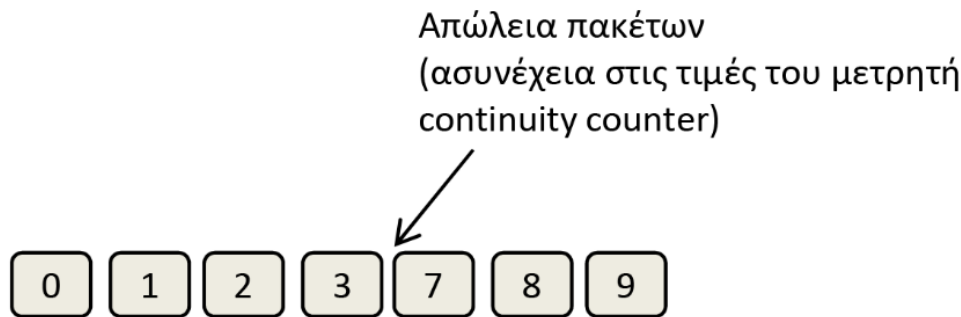 Απώλεια πακέτων
(ασυνέχεια στις τιμές του μετρητή
continuity counter)
0 1 2 3 7 8 9